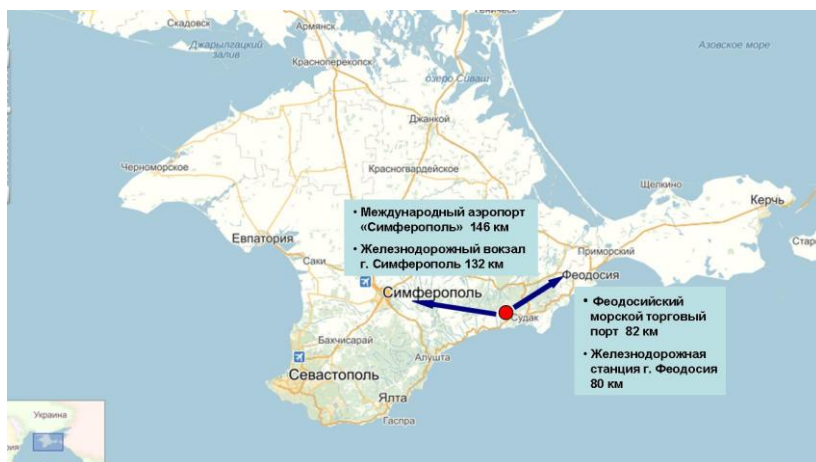 Геническ
Скадовск
Армянск
Джарылгацкий
залив
Азовское море
Красноперекопск
озеро Сиваш
Джанкой
Черноморское
Красногвардейское
Щелкино
Керчь
• Международный аэропорт
«Симферополь» 146 км
• Железнодорожный вокзал
г. Симферополь 132 км
Евпатория
Приморский
Саки
Феодосия
Симферополь
• Феодосийский
морской торговый
порт 82 км
• Железнодорожная
станция г. Феодосия
80 км
Судак
Бахчисарай
Алушта
Севастополь
Ялта
Гаспра
Украина